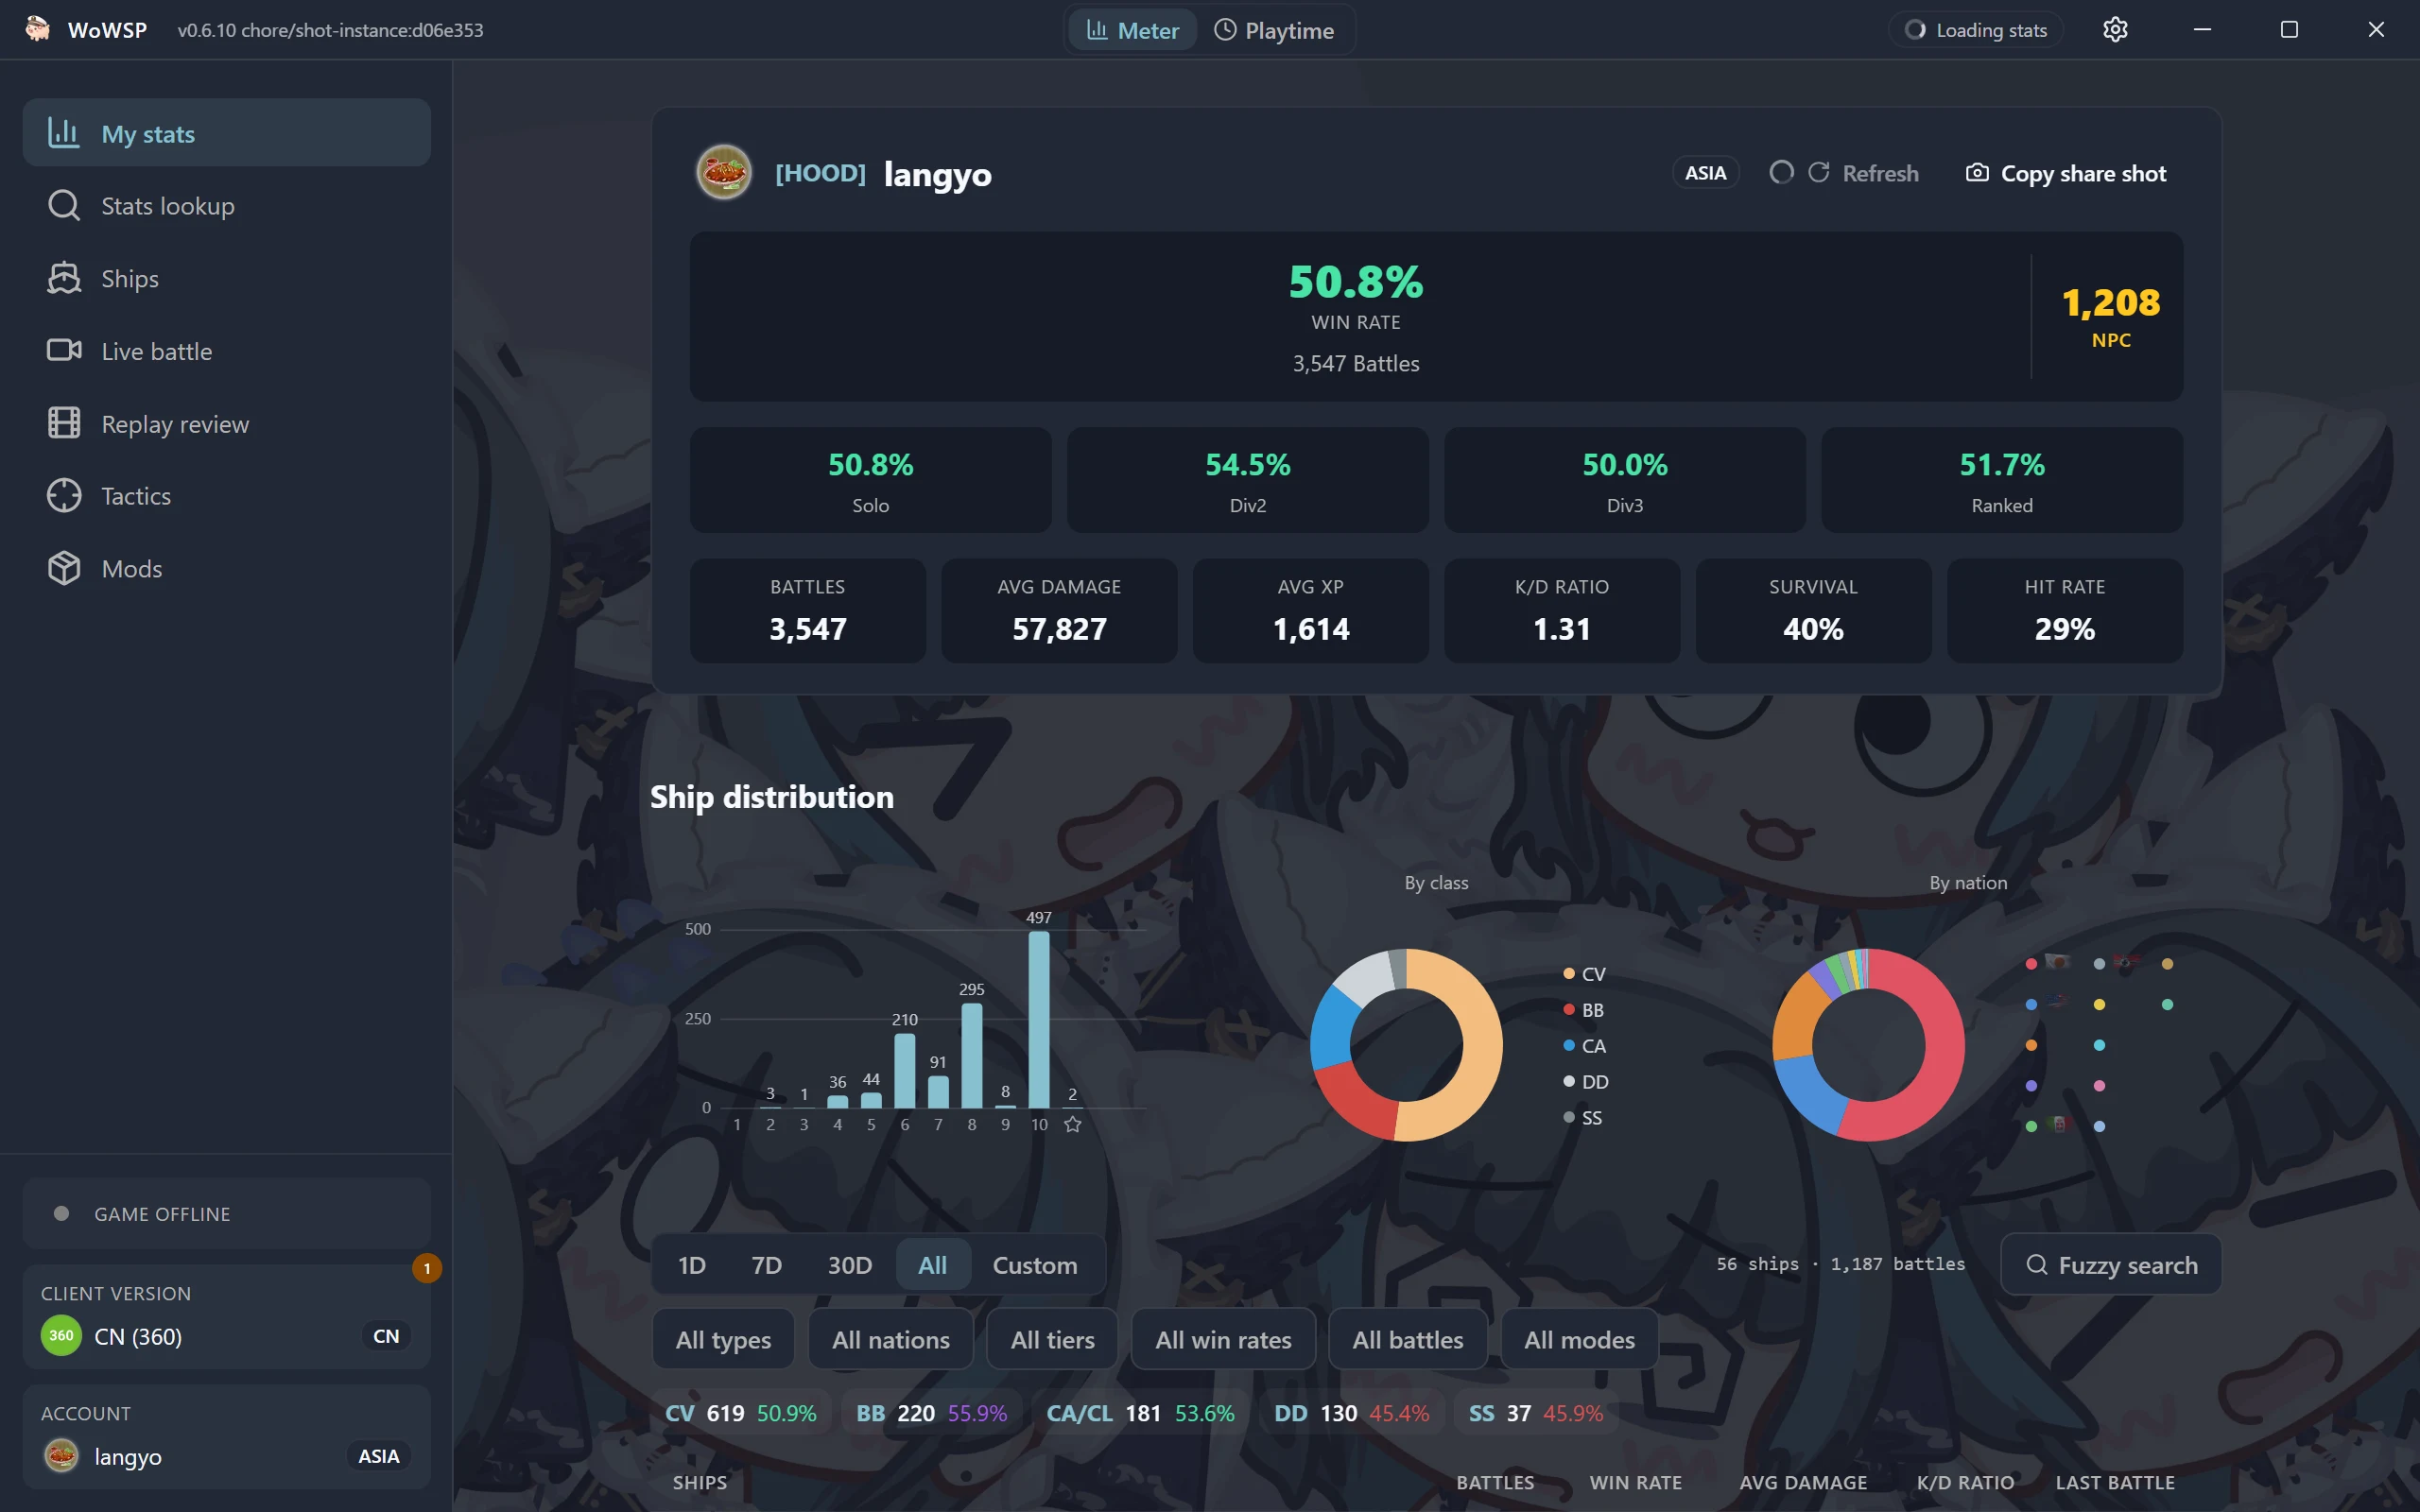 WoWSP v0.6.10 chore/shot-instance:d06e353
Meter Playtime
Loading stats
My stats
Stats lookup
Ships
Live battle
Replay review
Tactics
Mods
GAME OFFLINE
1
CLIENT VERSION
360 CN (360) CN
ACCOUNT
langyo ASIA
[HOOD] langyo
ASIA Refresh Copy share shot
50.8%
WIN RATE
3,547 Battles
1,208
NPC
50.8% 54.5% 50.0% 51.7%
Solo Div2 Div3 Ranked
BATTLES AVG DAMAGE AVG XP K/D RATIO SURVIVAL HIT RATE
3,547 57,827 1,614 1.31 40% 29%
Ship distribution
500
250
0
3 1 36 44 210 91 295 8 497 2
1 2 3 4 5 6 7 8 9 10
By class
CV
BB
CA
DD
SS
By nation
1D 7D 30D All Custom
56 ships · 1,187 battles
Fuzzy search
All types All nations All tiers All win rates All battles All modes
CV 619 50.9% BB 220 55.9% CA/CL 181 53.6% DD 130 45.4% SS 37 45.9%
SHIPS BATTLES WIN RATE AVG DAMAGE K/D RATIO LAST BATTLE